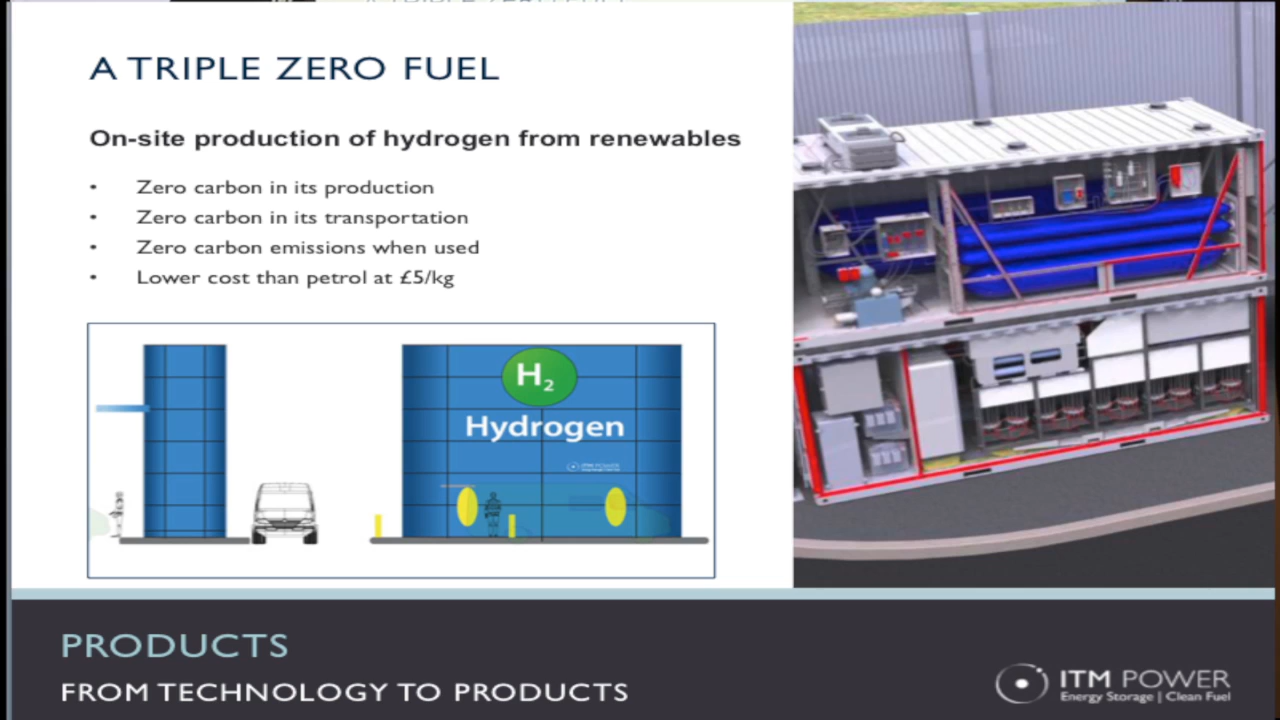 A TRIPLE ZERO FUEL
On-site production of hydrogen from renewables
• Zero carbon in its production
• Zero carbon in its transportation
• Zero carbon emissions when used
• Lower cost than petrol at £5/kg
H2
Hydrogen
ITM POWER
PRODUCTS
FROM TECHNOLOGY TO PRODUCTS
ITM POWER
Energy Storage | Clean Fuel